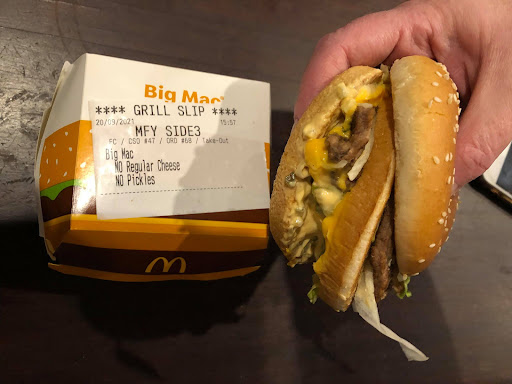 Big Mac
**** GRILL SLIP ****
20/09/2021 15:57
MFY SIDE3
FC / CSO #47 / ORD #68 / Take-Out
Big Mac
NO Regular Cheese
NO Pickles